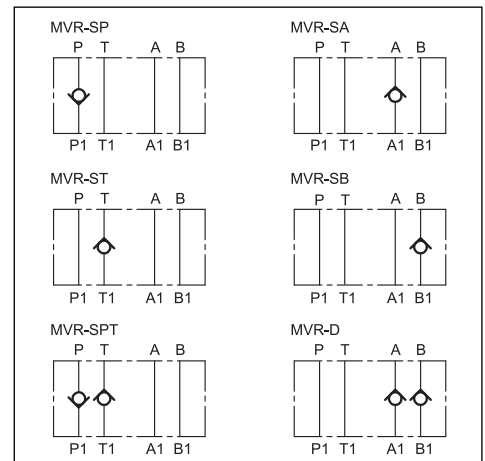 MVR-SP
P T A B
P1 T1 A1 B1
MVR-SA
P T A B
P1 T1 A1 B1
MVR-ST
P T A B
P1 T1 A1 B1
MVR-SB
P T A B
P1 T1 A1 B1
MVR-SPT
P T A B
P1 T1 A1 B1
MVR-D
P T A B
P1 T1 A1 B1